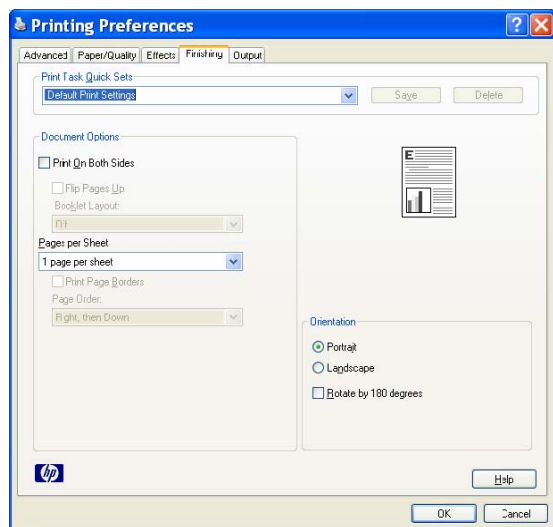 Printing Preferences
Advanced Paper/Quality Effects Finishing Output
Print Task Quick Sets
Default Print Settings
Save Delete
Document Options
Print On Both Sides
E
Flip Pages Up
Booklet Layout:
Off
Pages per Sheet
1 page per sheet
Print Page Borders
Page Order:
Right, then Down
Orientation
Portrait
Landscape
Rotate by 180 degrees
hp
Help
OK Cancel